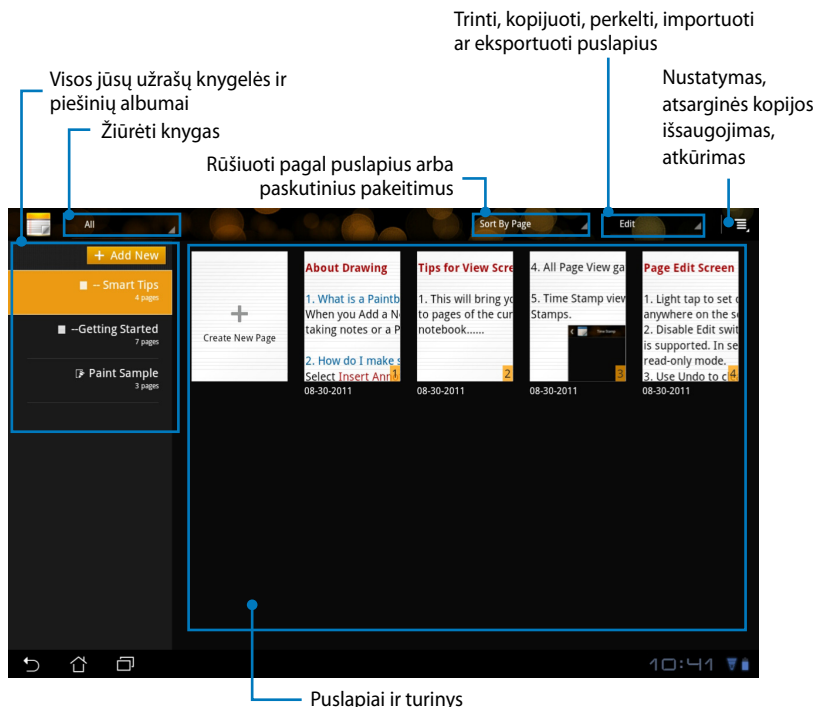 Trinti, kopijuoti, perkelti, importuoti
ar eksportuoti puslapius
Visos jūsų užrašų knygelės ir
piešinių albumai
Nustatymas,
atsarginės kopijos
išsaugojimas,
atkūrimas
Žiūrėti knygas
Rūšiuoti pagal puslapius arba
paskutinius pakeitimus
All
Sort By Page
Edit
+ Add New
-- Smart Tips
4 pages
--Getting Started
7 pages
Paint Sample
3 pages
Create New Page
About Drawing
1. What is a Paintb
When you Add a N
taking notes or a P
2. How do I make s
Select Insert Ann
1
08-30-2011
Tips for View Scre
1. This will bring yo
to pages of the cur
notebook......
2
08-30-2011
4. All Page View ga
5. Time Stamp view
Stamps.
3
08-30-2011
Page Edit Screen
1. Light tap to set c
anywhere on the s
2. Disable Edit swit
is supported. In se
read-only mode.
3. Use Undo to cl
4
08-30-2011
10:41
Puslapiai ir turinys